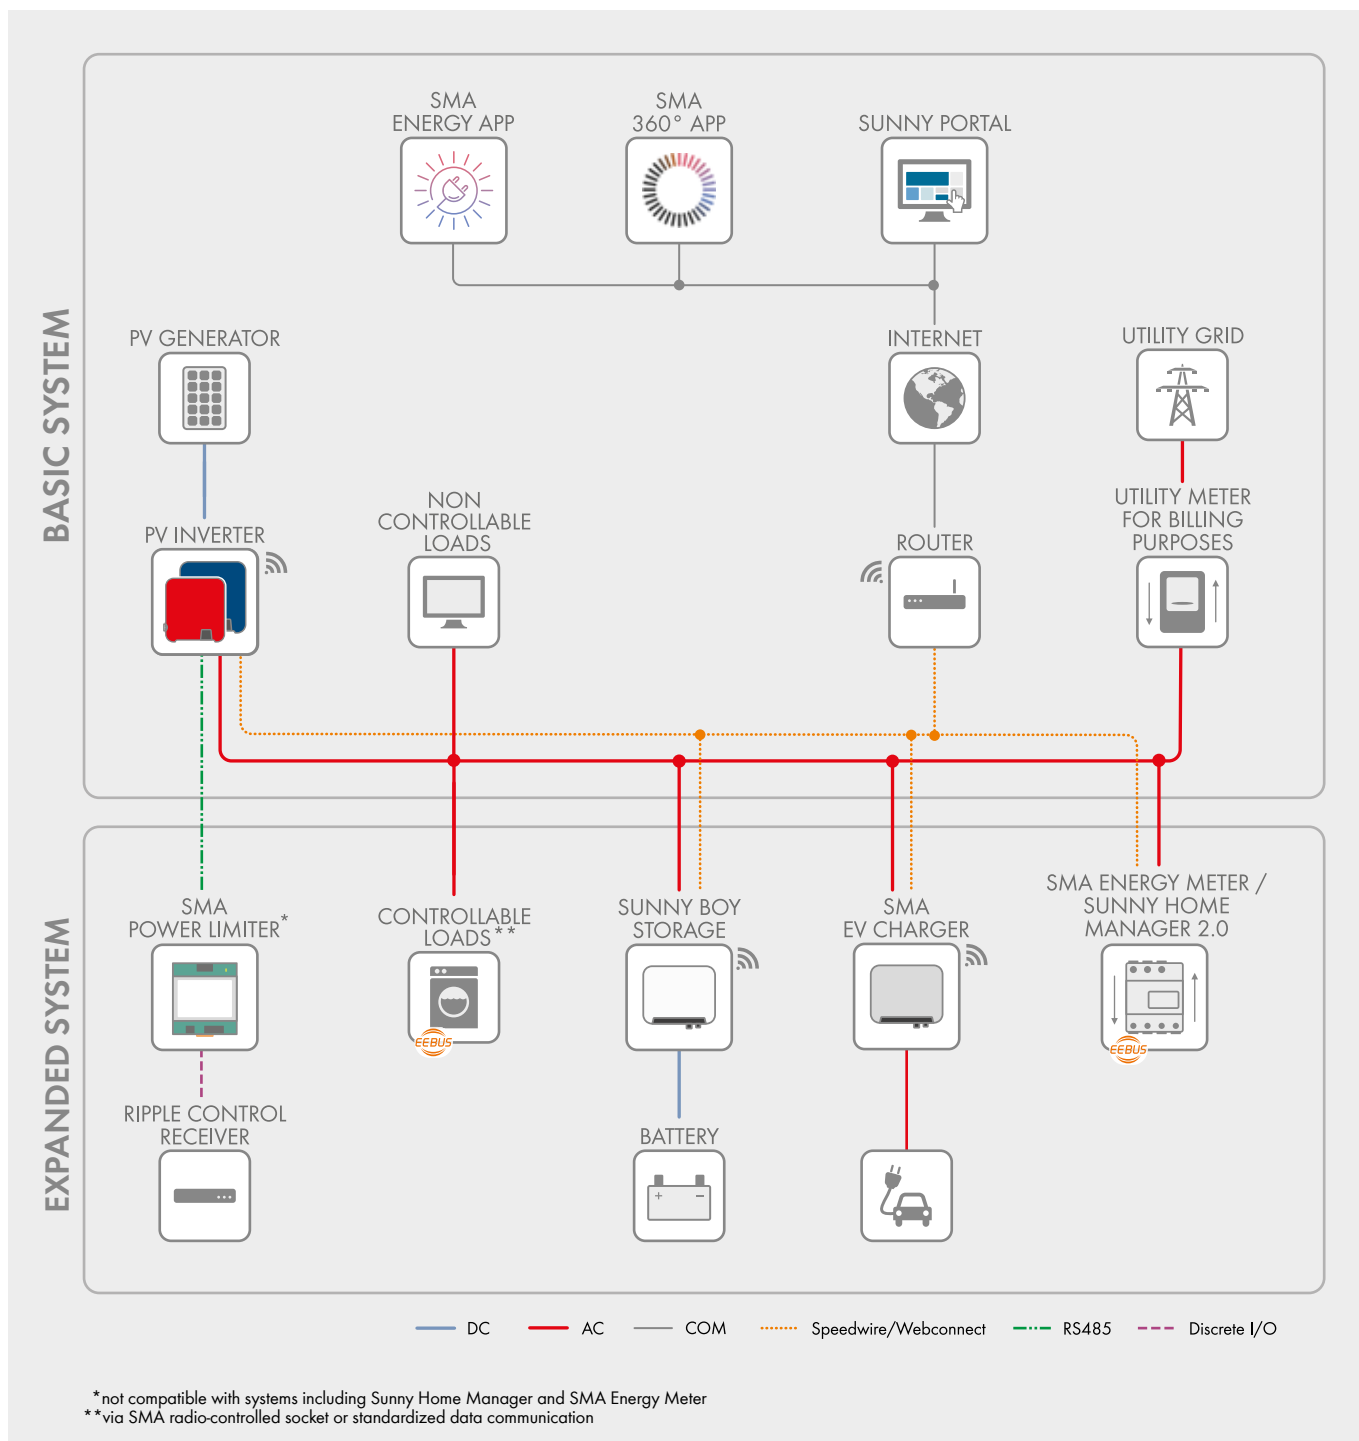 SMA
ENERGY APP
SMA
360° APP
SUNNY PORTAL
BASIC SYSTEM
PV GENERATOR
INTERNET
UTILITY GRID
PV INVERTER
NON
CONTROLLABLE
LOADS
ROUTER
UTILITY METER
FOR BILLING
PURPOSES
EXPANDED SYSTEM
SMA
POWER LIMITER*
CONTROLLABLE
LOADS**
EEBUS
SUNNY BOY
STORAGE
SMA
EV CHARGER
SMA ENERGY METER /
SUNNY HOME
MANAGER 2.0
EEBUS
RIPPLE CONTROL
RECEIVER
BATTERY
+ −
DC
AC
COM
Speedwire/Webconnect
RS485
Discrete I/O
*not compatible with systems including Sunny Home Manager and SMA Energy Meter
**via SMA radio-controlled socket or standardized data communication